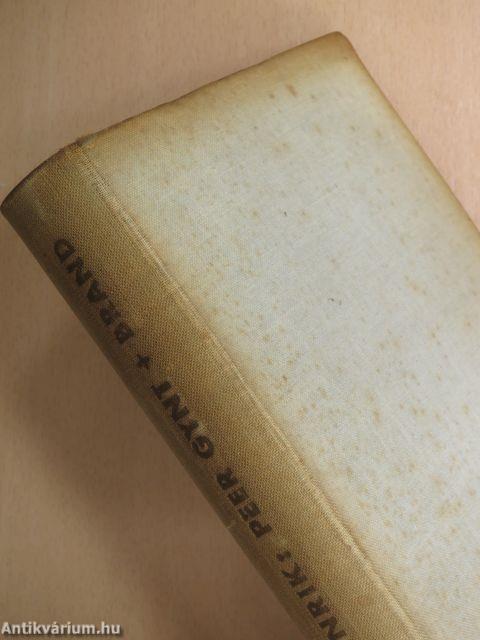 NRIK: PEER GYNT + BRAND
Antikvárium.hu